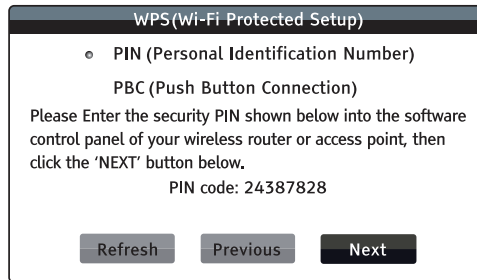 WPS(Wi-Fi Protected Setup)
PIN (Personal Identification Number)
PBC (Push Button Connection)
Please Enter the security PIN shown below into the software
control panel of your wireless router or access point, then
click the ‘NEXT’ button below.
PIN code: 24387828
Refresh Previous Next